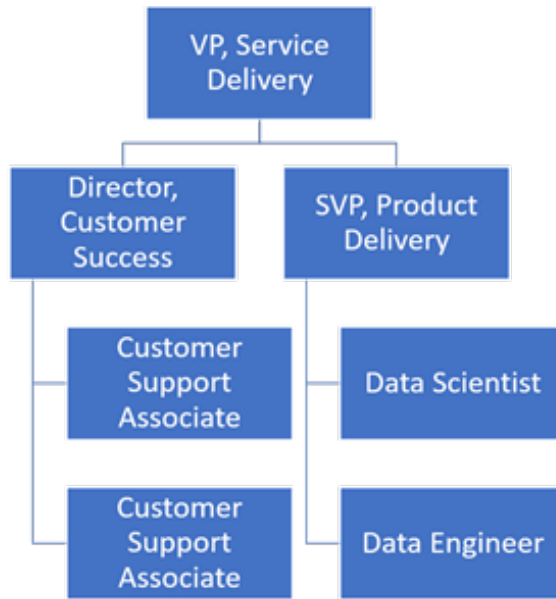 VP, Service
Delivery
Director,
Customer
Success
SVP, Product
Delivery
Customer
Support
Associate
Data Scientist
Customer
Support
Associate
Data Engineer